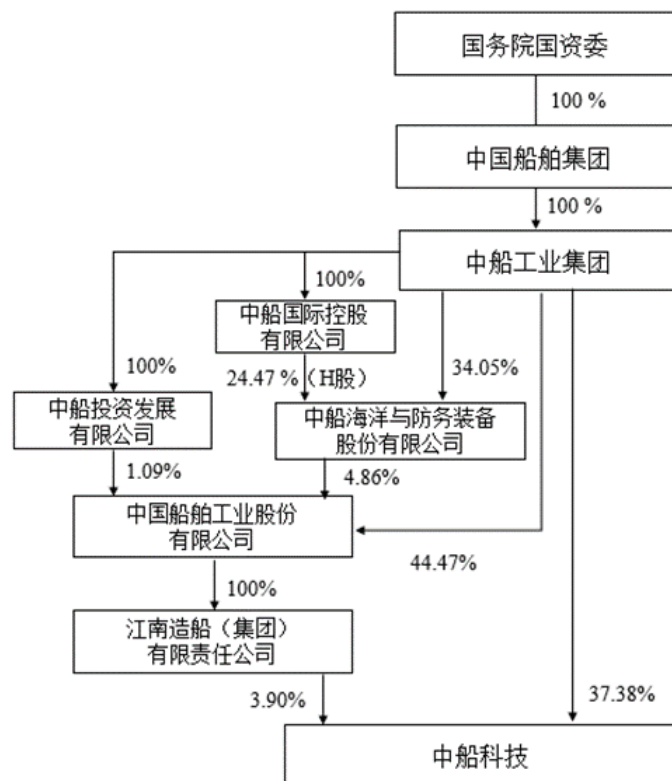 国务院国资委
100 %
中国船舶集团
100 %
中船工业集团
100%
中船国际控股
有限公司
24.47 %（H股）
34.05%
100%
中船投资发展
有限公司
中船海洋与防务装备
股份有限公司
1.09%
4.86%
中国船舶工业股份
有限公司
44.47%
100%
江南造船（集团）
有限责任公司
3.90%
37.38%
中船科技